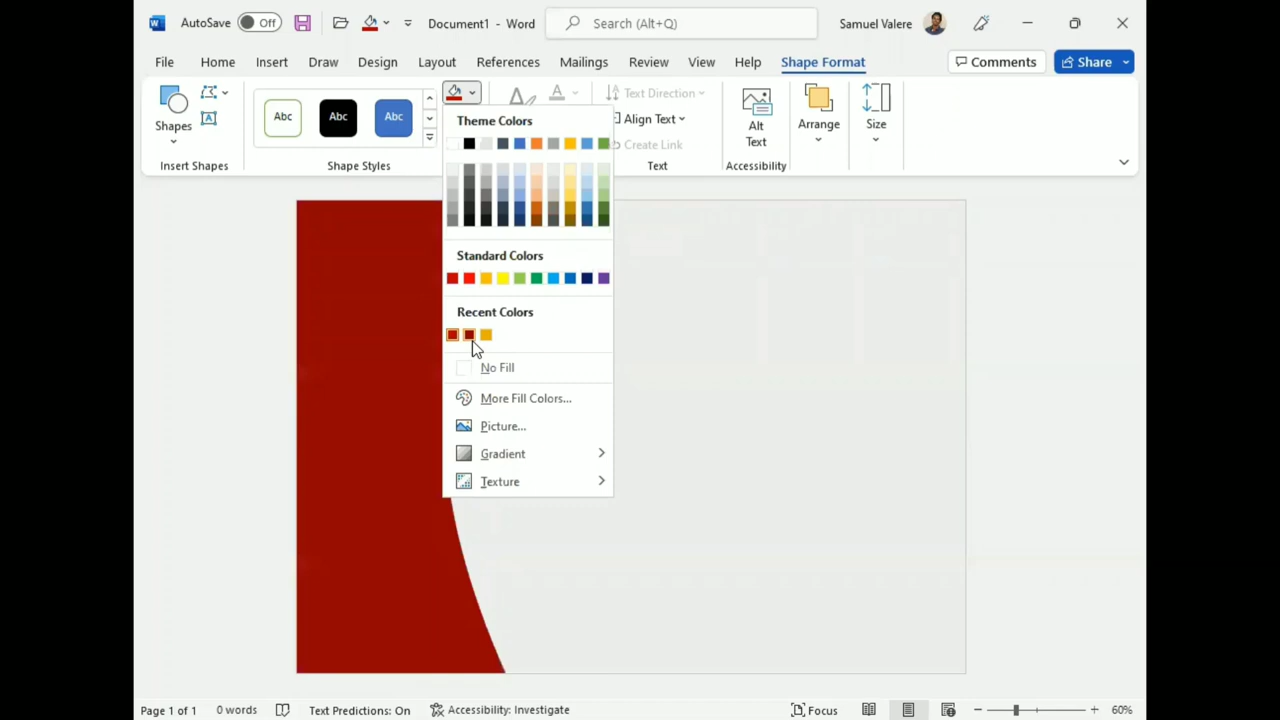 AutoSave Off Document1 - Word Search (Alt+Q) Samuel Valere
File Home Insert Draw Design Layout References Mailings Review View Help Shape Format Comments Share
Shapes
Insert Shapes
Abc Abc Abc
Shape Styles
Theme Colors
Standard Colors
Recent Colors
No Fill
More Fill Colors...
Picture...
Gradient
Texture
Text Direction
Align Text
Create Link
Text
Alt
Text
Accessibility
Arrange
Size
Page 1 of 1 0 words Text Predictions: On Accessibility: Investigate Focus 60%